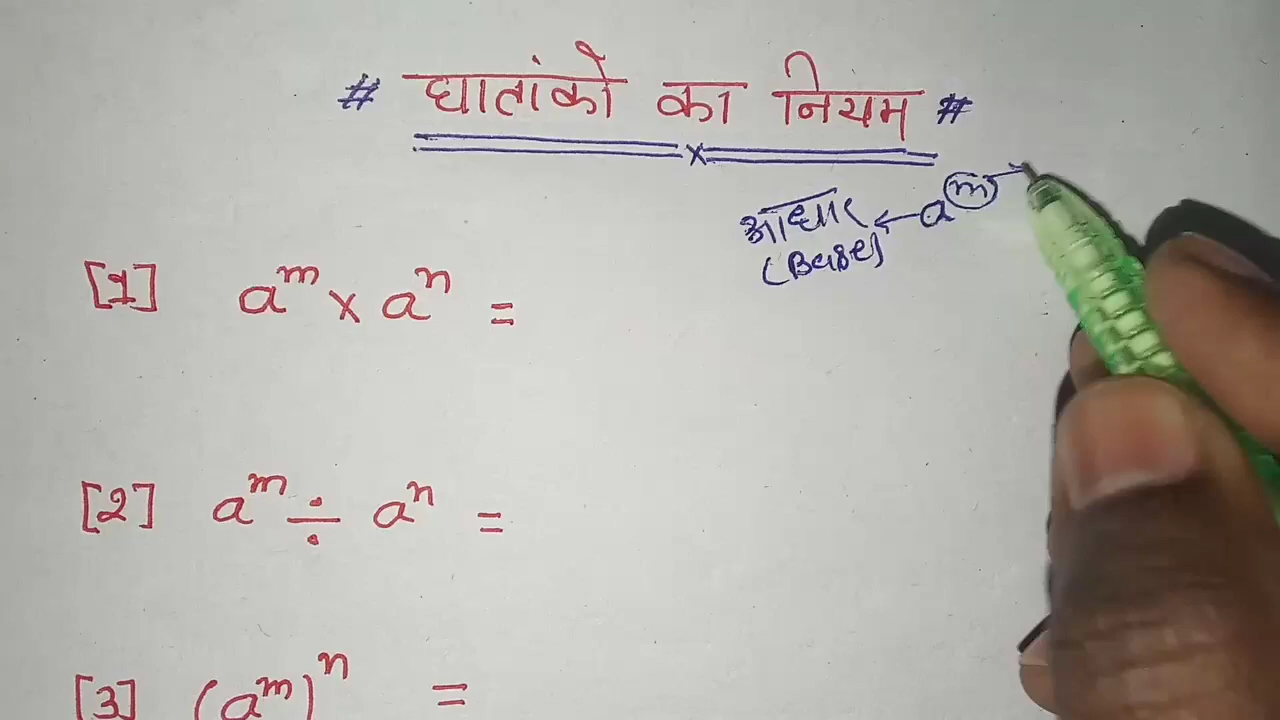 # घातांको का नियम #
आधार ← a^m
(Base)
[1] a^m × a^n =
[2] a^m ÷ a^n =
[3] (a^m)^n =